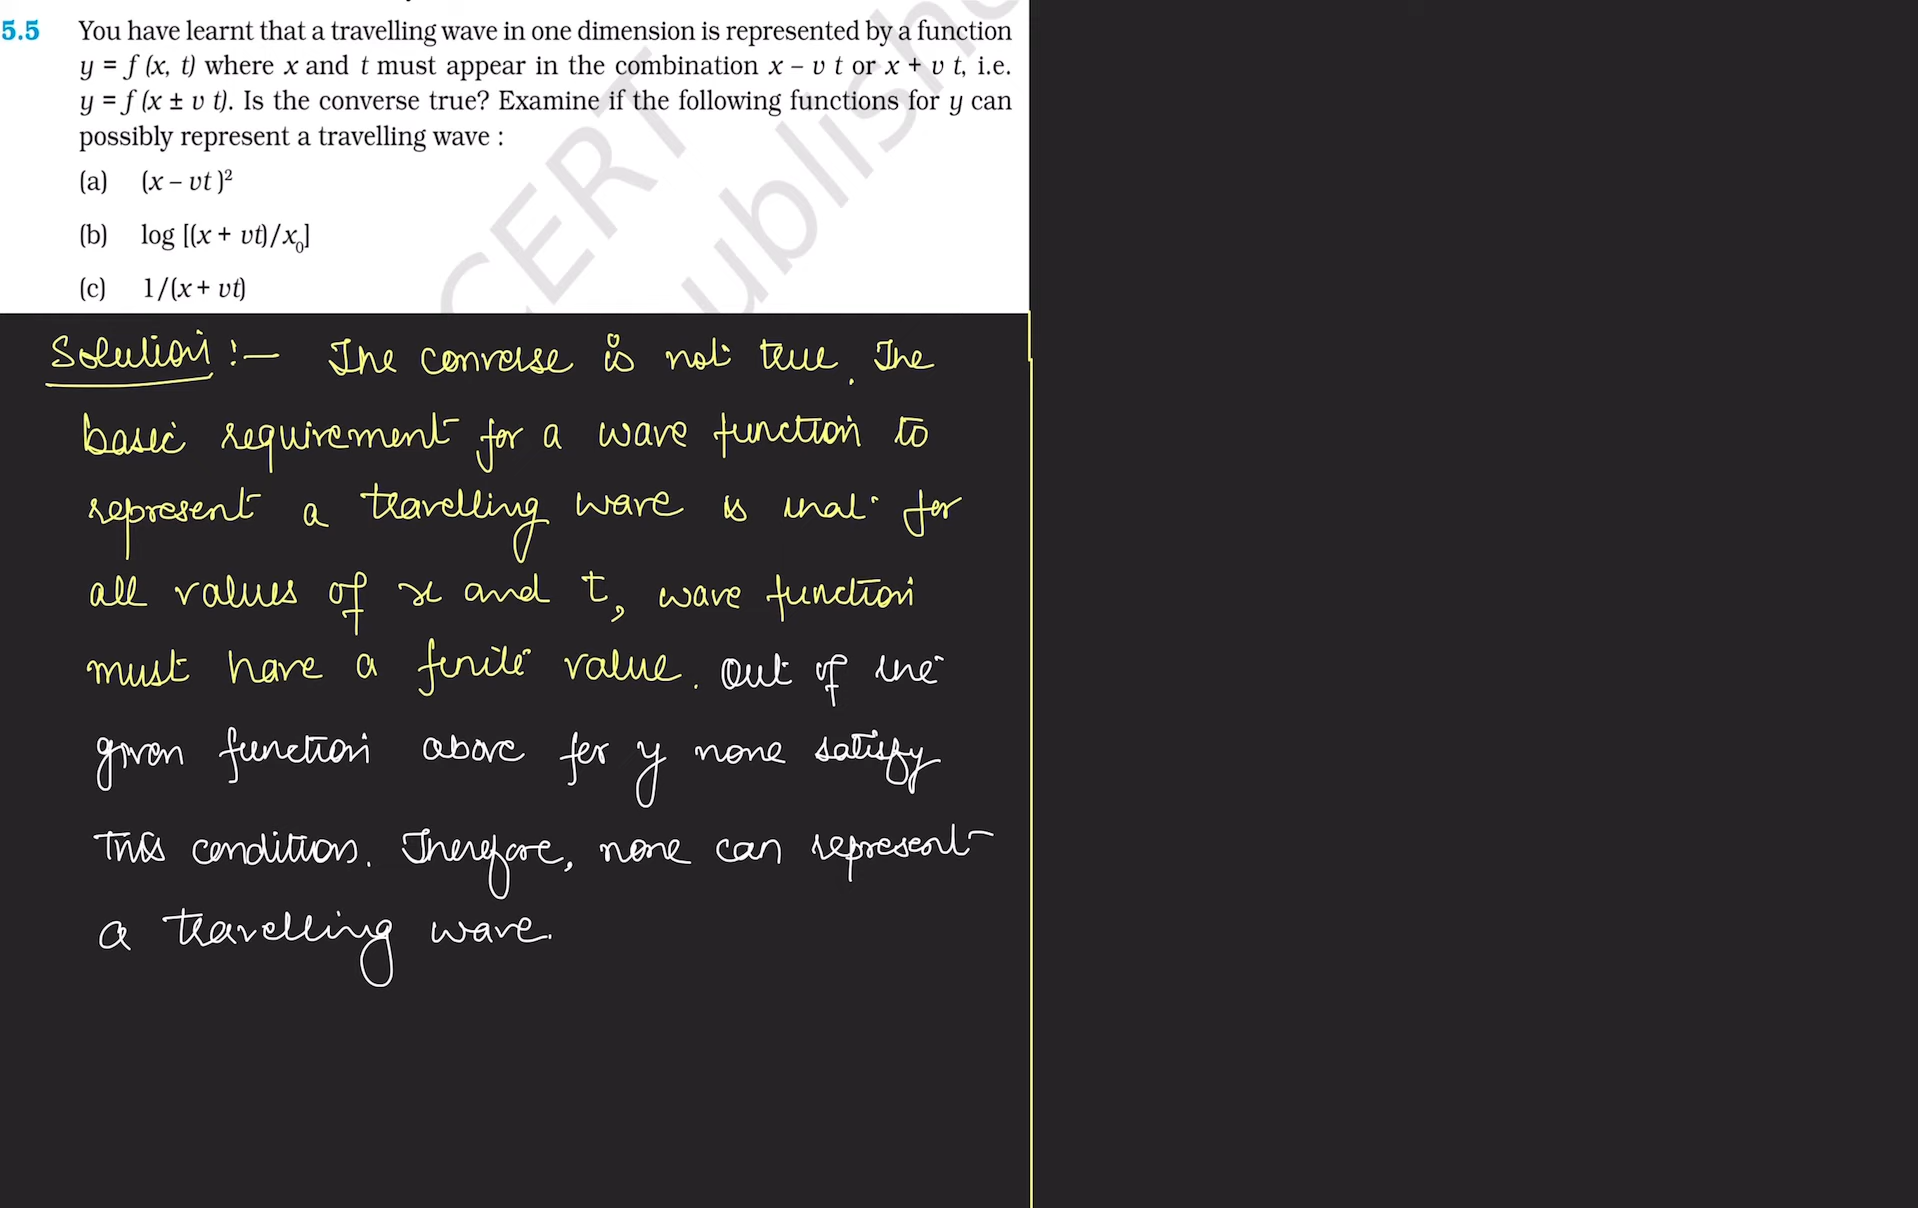 5.5 You have learnt that a travelling wave in one dimension is represented by a function
y = f (x, t) where x and t must appear in the combination x – v t or x + v t, i.e.
y = f (x ± v t). Is the converse true? Examine if the following functions for y can
possibly represent a travelling wave :
(a) (x – vt )²
(b) log [(x + vt)/x₀]
(c) 1/(x + vt)
Solution :— The converse is not true. The
basic requirement for a wave function to
represent a travelling wave is that for
all values of x and t, wave function
must have a finite value. Out of the
given function above for y none satisfy
this condition. Therefore, none can represent
a travelling wave.